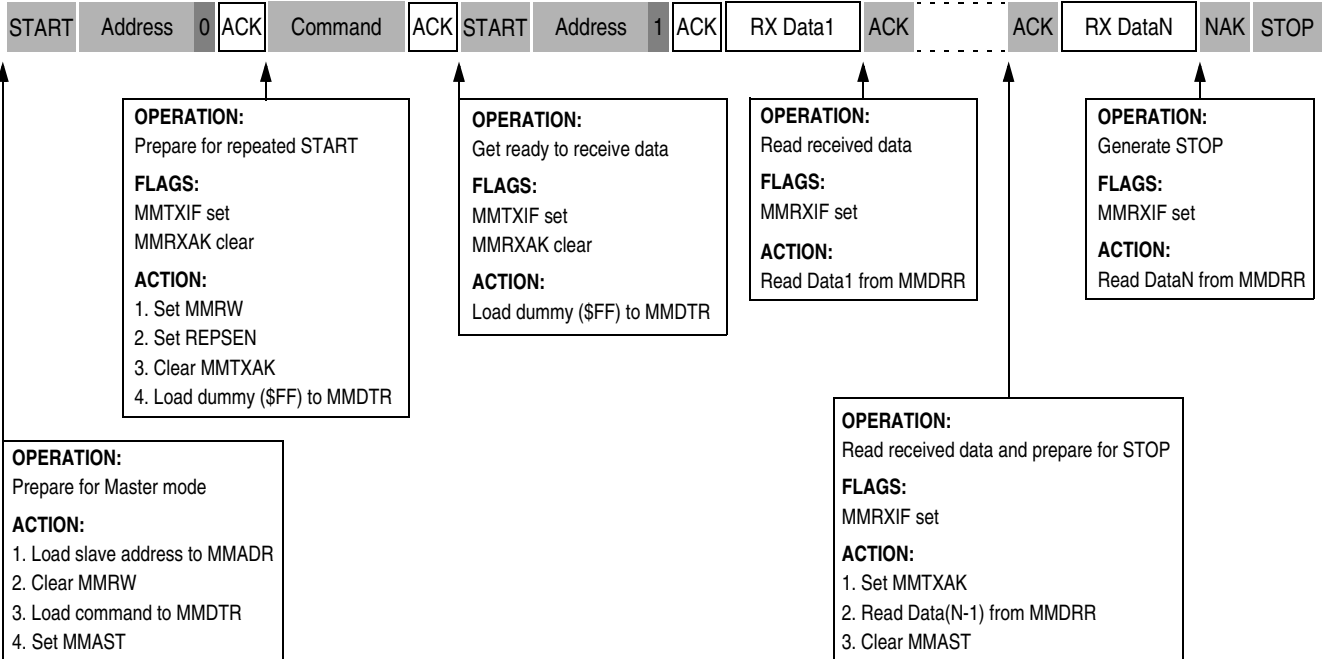 START Address 0 ACK Command ACK START Address 1 ACK RX Data1 ACK ACK RX DataN NAK STOP
OPERATION:
Prepare for repeated START
FLAGS:
MMTXIF set
MMRXAK clear
ACTION:
1. Set MMRW
2. Set REPSEN
3. Clear MMTXAK
4. Load dummy ($FF) to MMDTR
OPERATION:
Get ready to receive data
FLAGS:
MMTXIF set
MMRXAK clear
ACTION:
Load dummy ($FF) to MMDTR
OPERATION:
Read received data
FLAGS:
MMRXIF set
ACTION:
Read Data1 from MMDRR
OPERATION:
Generate STOP
FLAGS:
MMRXIF set
ACTION:
Read DataN from MMDRR
OPERATION:
Prepare for Master mode
ACTION:
1. Load slave address to MMADR
2. Clear MMRW
3. Load command to MMDTR
4. Set MMAST
OPERATION:
Read received data and prepare for STOP
FLAGS:
MMRXIF set
ACTION:
1. Set MMTXAK
2. Read Data(N-1) from MMDRR
3. Clear MMAST